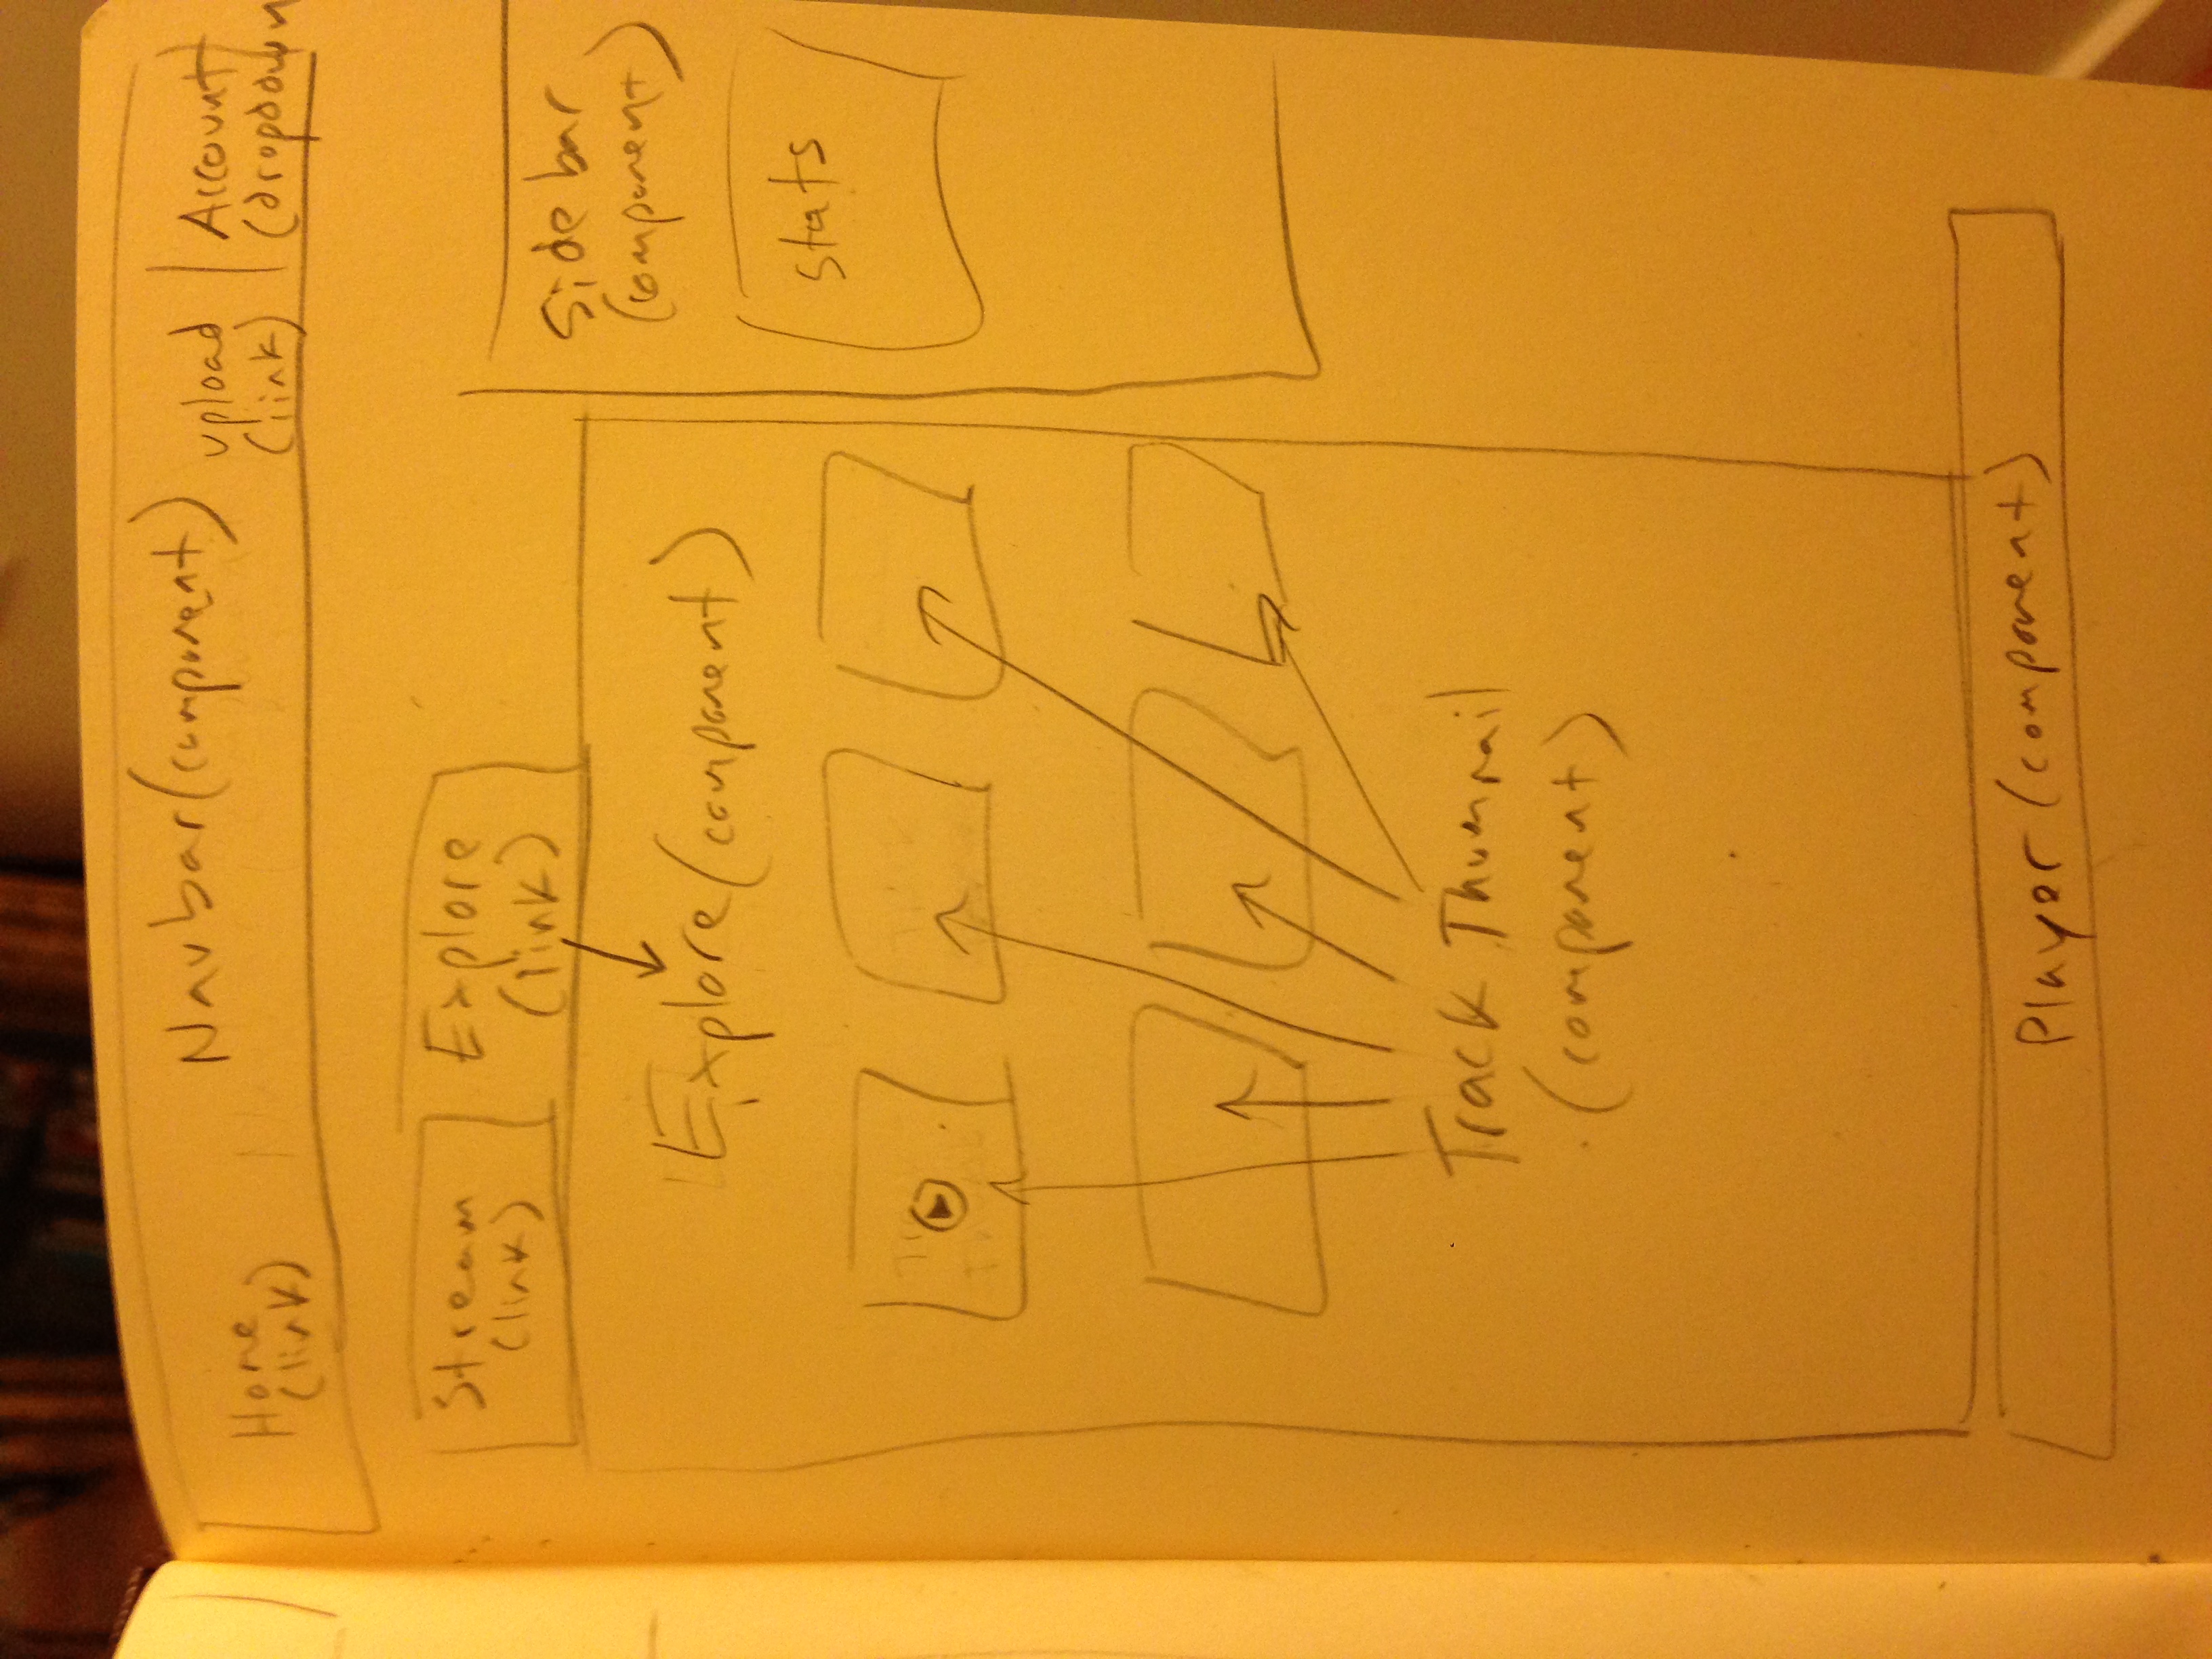 Navbar (component)
Home
(link)
upload
(link)
Account
(dropdown
Stream
(link)
Explore
(link)
Explore (component)
Side bar
(component)
stats
Track Thumnail
(component)
Player (component)